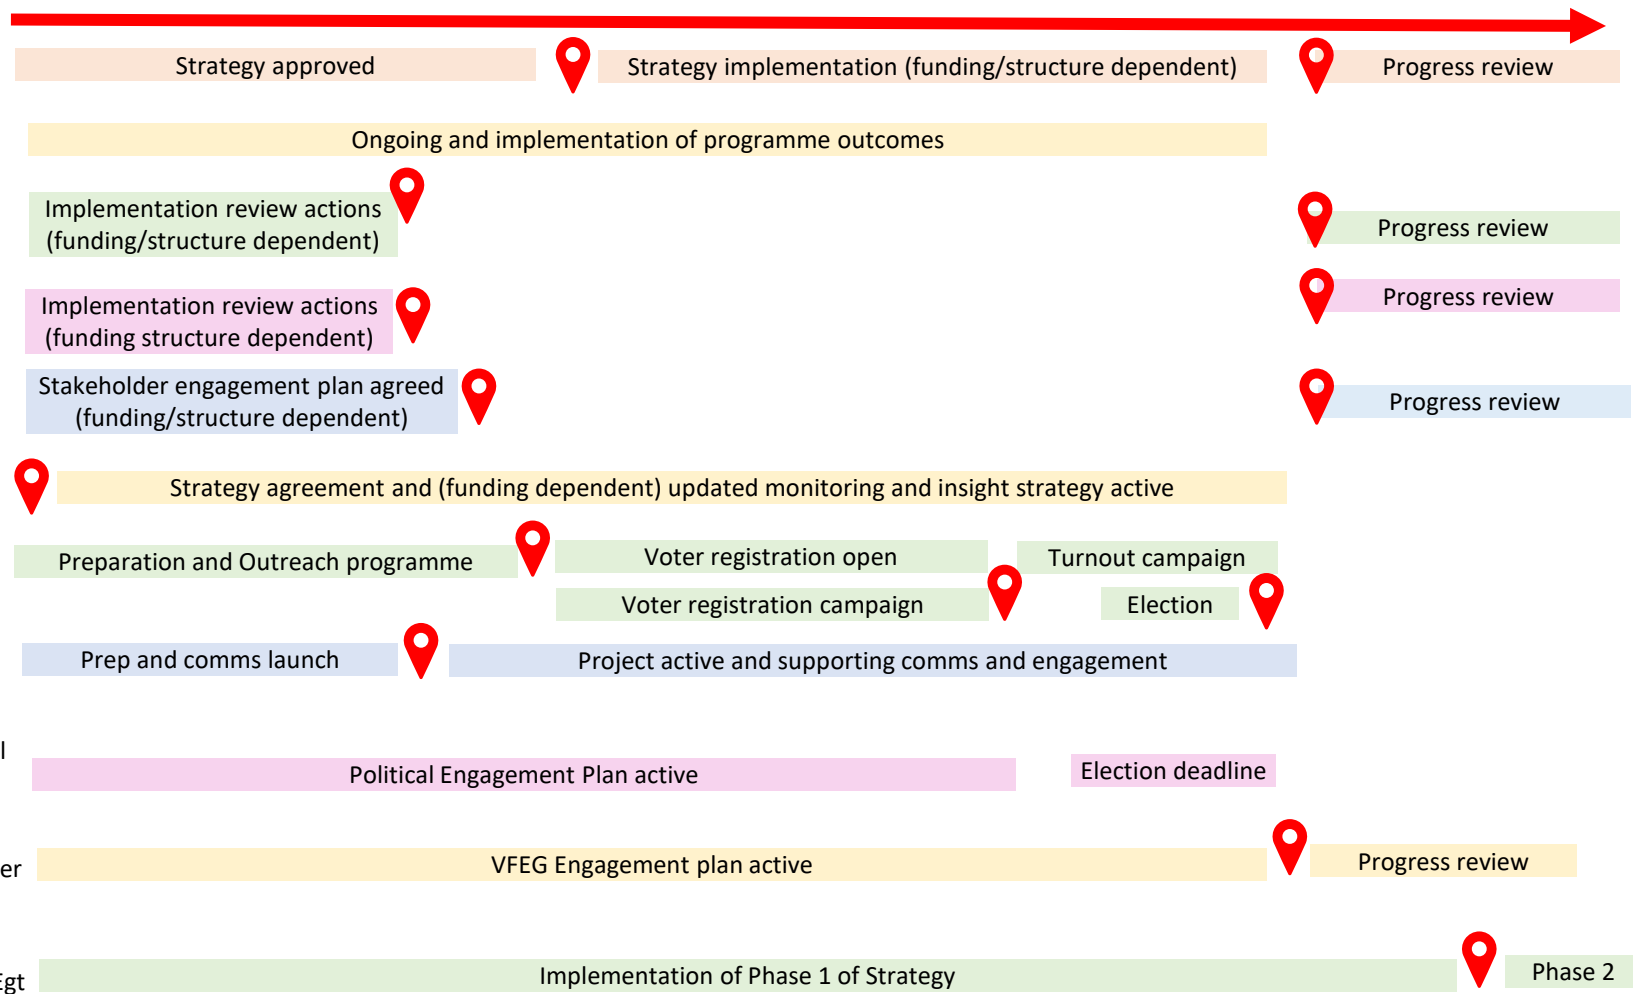 Strategy approved
Strategy implementation (funding/structure dependent)
Progress review
Ongoing and implementation of programme outcomes
Implementation review actions
(funding/structure dependent)
Progress review
Implementation review actions
(funding structure dependent)
Progress review
Stakeholder engagement plan agreed
(funding/structure dependent)
Progress review
Strategy agreement and (funding dependent) updated monitoring and insight strategy active
Preparation and Outreach programme
Voter registration open
Turnout campaign
Voter registration campaign
Election
Prep and comms launch
Project active and supporting comms and engagement
l
Political Engagement Plan active
Election deadline
er
VFEG Engagement plan active
Progress review
Egt
Implementation of Phase 1 of Strategy
Phase 2